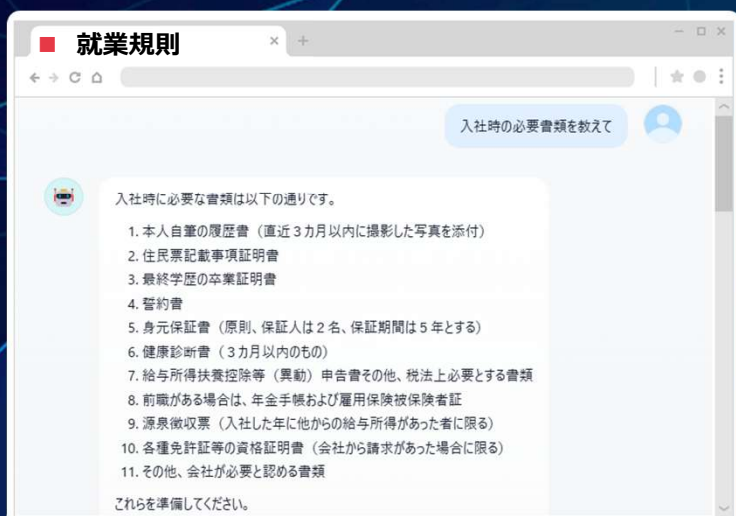 就業規則
入社時の必要書類を教えて
入社時に必要な書類は以下の通りです。
1. 本人自筆の履歴書（直近３カ月以内に撮影した写真を添付）
2. 住民票記載事項証明書
3. 最終学歴の卒業証明書
4. 誓約書
5. 身元保証書（原則、保証人は２名、保証期間は５年とする）
6. 健康診断書（３カ月以内のもの）
7. 給与所得扶養控除等（異動）申告書その他、税法上必要とする書類
8. 前職がある場合は、年金手帳および雇用保険被保険者証
9. 源泉徴収票（入社した年に他からの給与所得があった者に限る）
10. 各種免許証等の資格証明書（会社から請求があった場合に限る）
11. その他、会社が必要と認める書類
これらを準備してください。